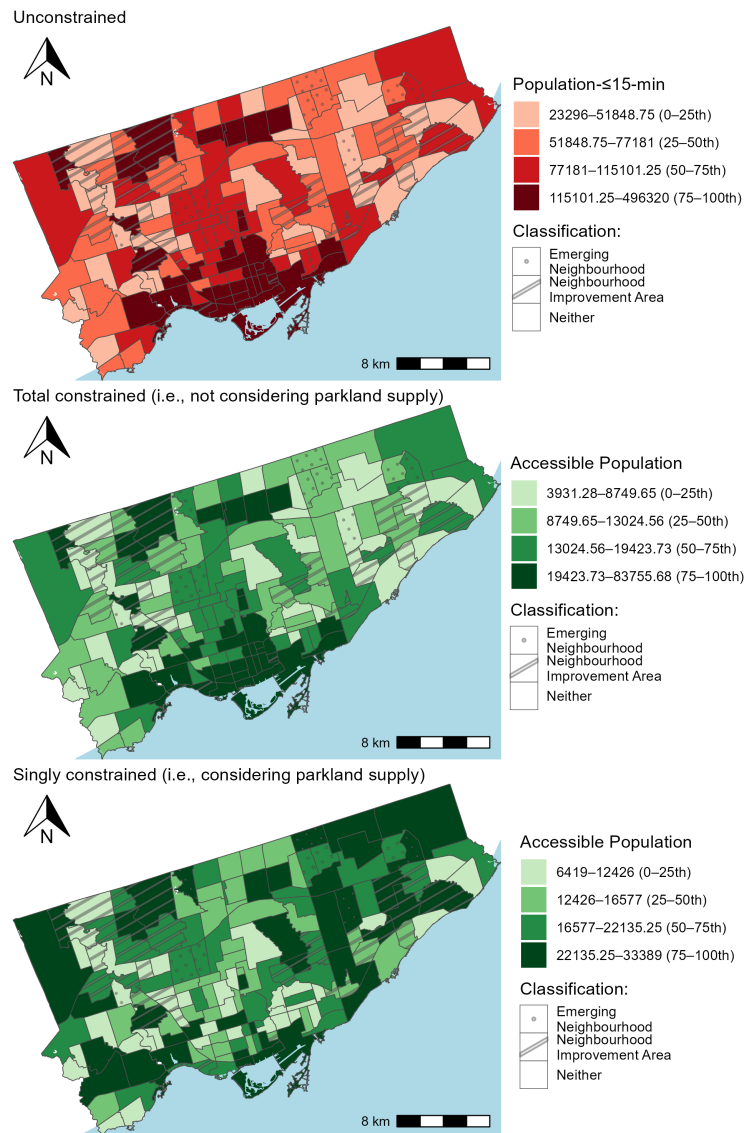 Unconstrained
N
8 km
Population-≤15-min
23296–51848.75 (0–25th)
51848.75–77181 (25–50th)
77181–115101.25 (50–75th)
115101.25–496320 (75–100th)
Classification:
Emerging
Neighbourhood
Neighbourhood
Improvement Area
Neither
Total constrained (i.e., not considering parkland supply)
N
8 km
Accessible Population
3931.28–8749.65 (0–25th)
8749.65–13024.56 (25–50th)
13024.56–19423.73 (50–75th)
19423.73–83755.68 (75–100th)
Classification:
Emerging
Neighbourhood
Neighbourhood
Improvement Area
Neither
Singly constrained (i.e., considering parkland supply)
N
8 km
Accessible Population
6419–12426 (0–25th)
12426–16577 (25–50th)
16577–22135.25 (50–75th)
22135.25–33389 (75–100th)
Classification:
Emerging
Neighbourhood
Neighbourhood
Improvement Area
Neither